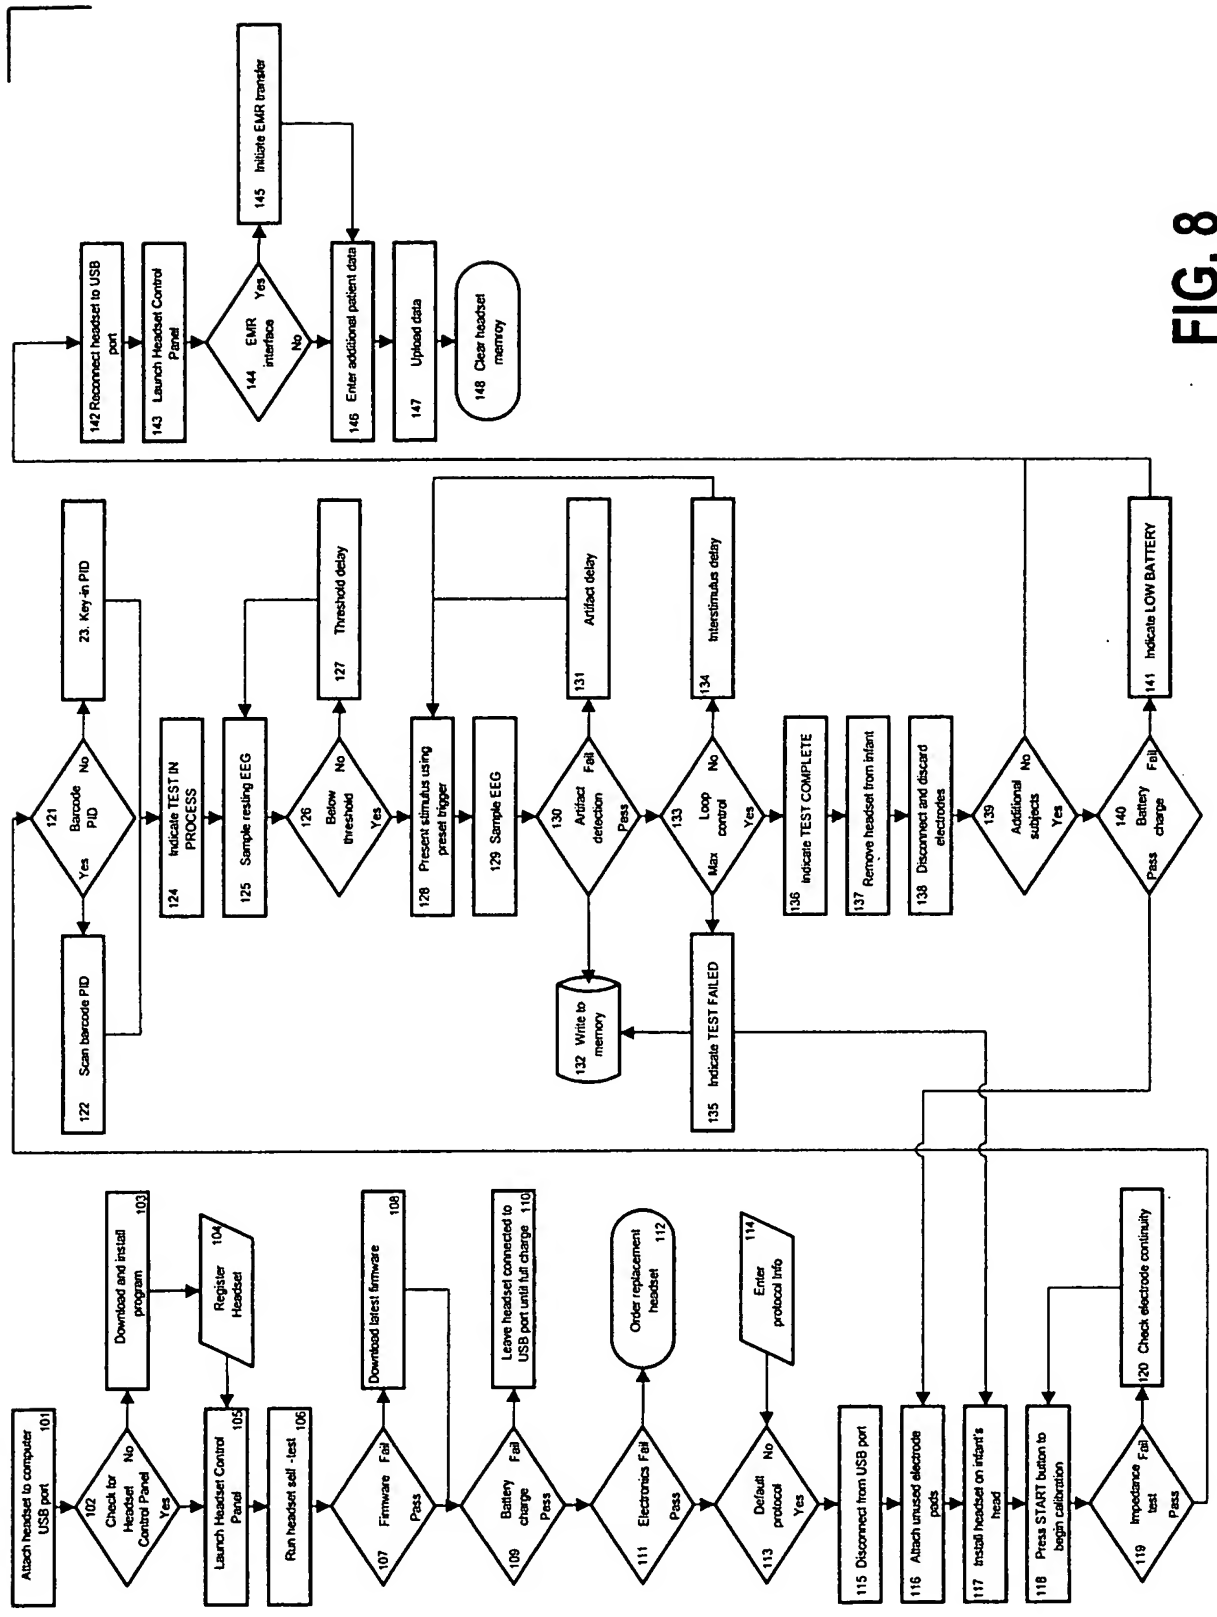 Attach headset to computer
USB port
101
102
Check for
Headset
Control Panel
No
Yes
Download and install
program
103
104
Register
Headset
Launch Headset Control
Panel
105
Run headset self -test
106
107
Firmware
Fail
Pass
Download latest firmware
108
109
Battery
charge
Fail
Pass
Leave headset connected to
USB port until full charge
110
111
Electronics
Fail
Pass
Order replacement
headset
112
113
Default
protocol
No
Yes
114
Enter
protocol Info
115 Disconnect from USB port
116 Attach unused electrode
pads
117 Install headset on infant's
head
118 Press START button to
begin calibration
119
Impedance
test
Fail
Pass
120 Check electrode continuity
121
Barcode
PID
Yes
No
122 Scan barcode PID
23. Key-in PID
Indicate TEST IN
124 PROCESS
125 Sample resting EEG
126
Below
threshold
No
Yes
127 Threshold delay
Present stimulus using
128 preset trigger
129 Sample EEG
130
Artifact
detection
Fail
Pass
131 Artifact delay
132 Write to
memory
133
Loop
control
Max
No
Yes
134 Interstimulus delay
135 Indicate TEST FAILED
136 Indicate TEST COMPLETE
137 Remove headset from infant
138 Disconnect and discard
electrodes
139
Additional
subjects
No
Yes
140
Battery
charge
Pass
Fail
141 Indicate LOW BATTERY
142 Reconnect headset to USB
port
143 Launch Headset Control
Panel
144 EMR
interface
Yes
No
145 Initiate EMR transfer
146 Enter additional patient data
147 Upload data
148 Clear headset
memroy
FIG. 8